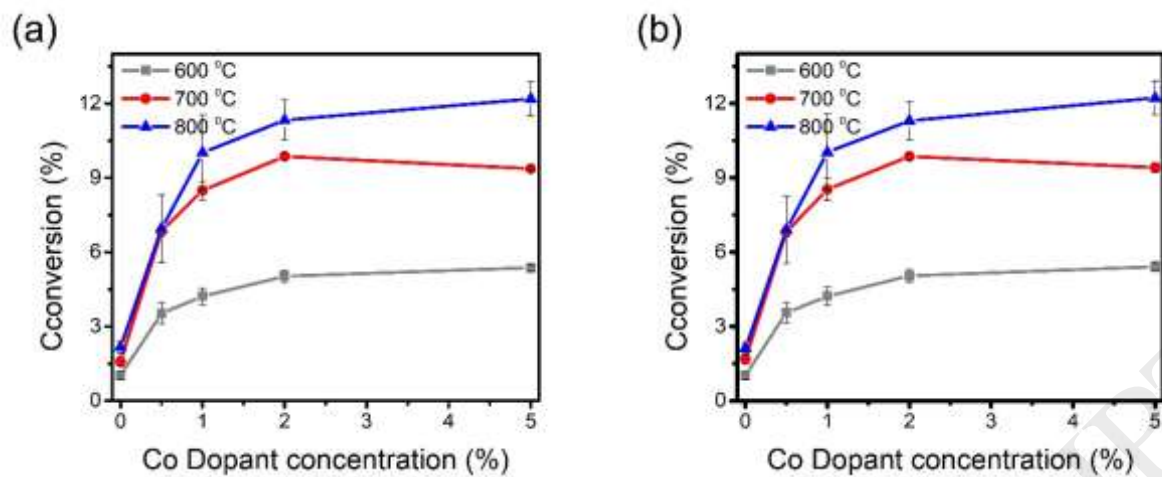 (a)
600 °C
700 °C
800 °C
12
9
6
3
0
0 1 2 3 4 5
Cconversion (%)
Co Dopant concentration (%)
(b)
600 °C
700 °C
800 °C
12
9
6
3
0
0 1 2 3 4 5
Cconversion (%)
Co Dopant concentration (%)